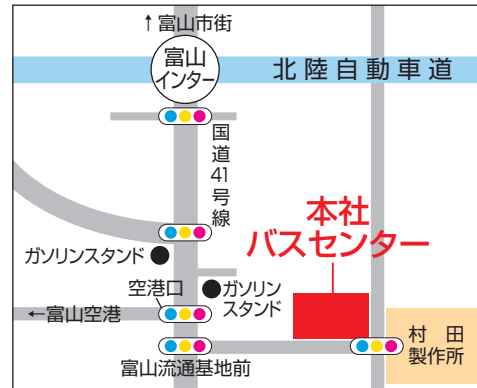 ↑富山市街
富山
インター
北陸自動車道
国道41号線
本社
バスセンター
ガソリンスタンド
空港口
ガソリン
スタンド
←富山空港
村田
製作所
富山流通基地前